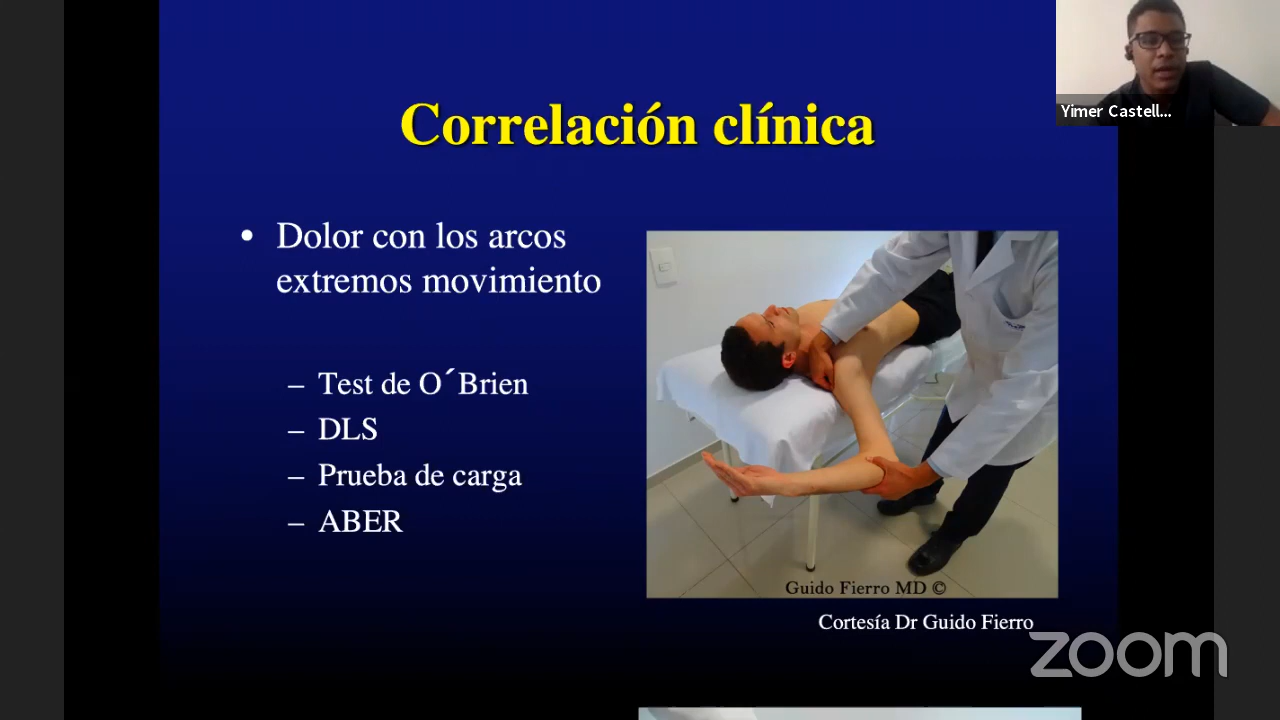 Correlación clínica
Yimer Castell...
• Dolor con los arcos
extremos movimiento
– Test de O´Brien
– DLS
– Prueba de carga
– ABER
Guido Fierro MD ©
Cortesía Dr Guido Fierro
zoom